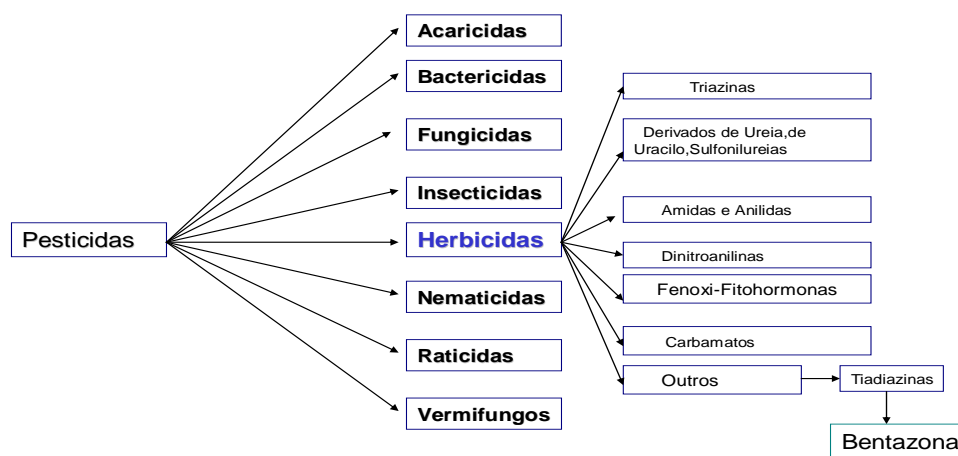 Pesticidas
Acaricidas
Bactericidas
Fungicidas
Insecticidas
Herbicidas
Nematicidas
Raticidas
Vermifungos
Triazinas
Derivados de Ureia,de
Uracilo,Sulfonilureias
Amidas e Anilidas
Dinitroanilinas
Fenoxi-Fitohormonas
Carbamatos
Outros
Tiadiazinas
Bentazona